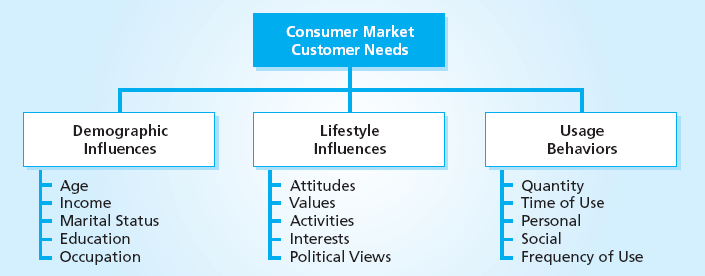 Consumer Market
Customer Needs
Demographic
Influences
Age
Income
Marital Status
Education
Occupation
Lifestyle
Influences
Attitudes
Values
Activities
Interests
Political Views
Usage
Behaviors
Quantity
Time of Use
Personal
Social
Frequency of Use